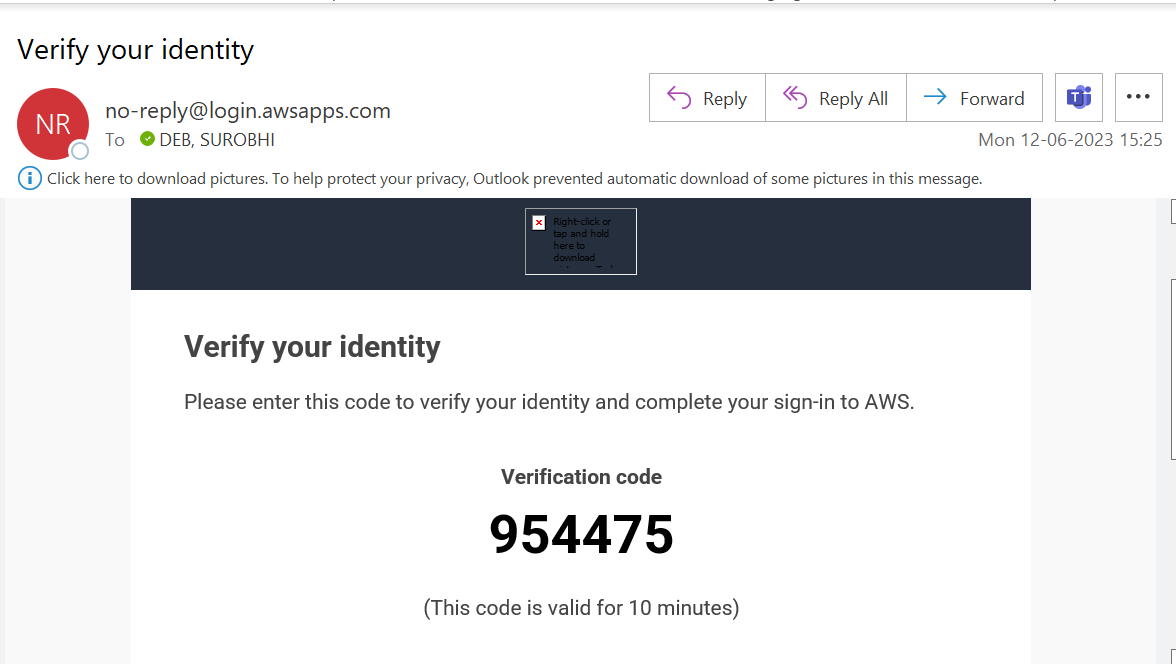 Verify your identity
NR
no-reply@login.awsapps.com
Reply
Reply All
Forward
To DEB, SUROBHI
Mon 12-06-2023 15:25
Click here to download pictures. To help protect your privacy, Outlook prevented automatic download of some pictures in this message.
Right-click or
tap and hold
here to
download
Verify your identity
Please enter this code to verify your identity and complete your sign-in to AWS.
Verification code
954475
(This code is valid for 10 minutes)